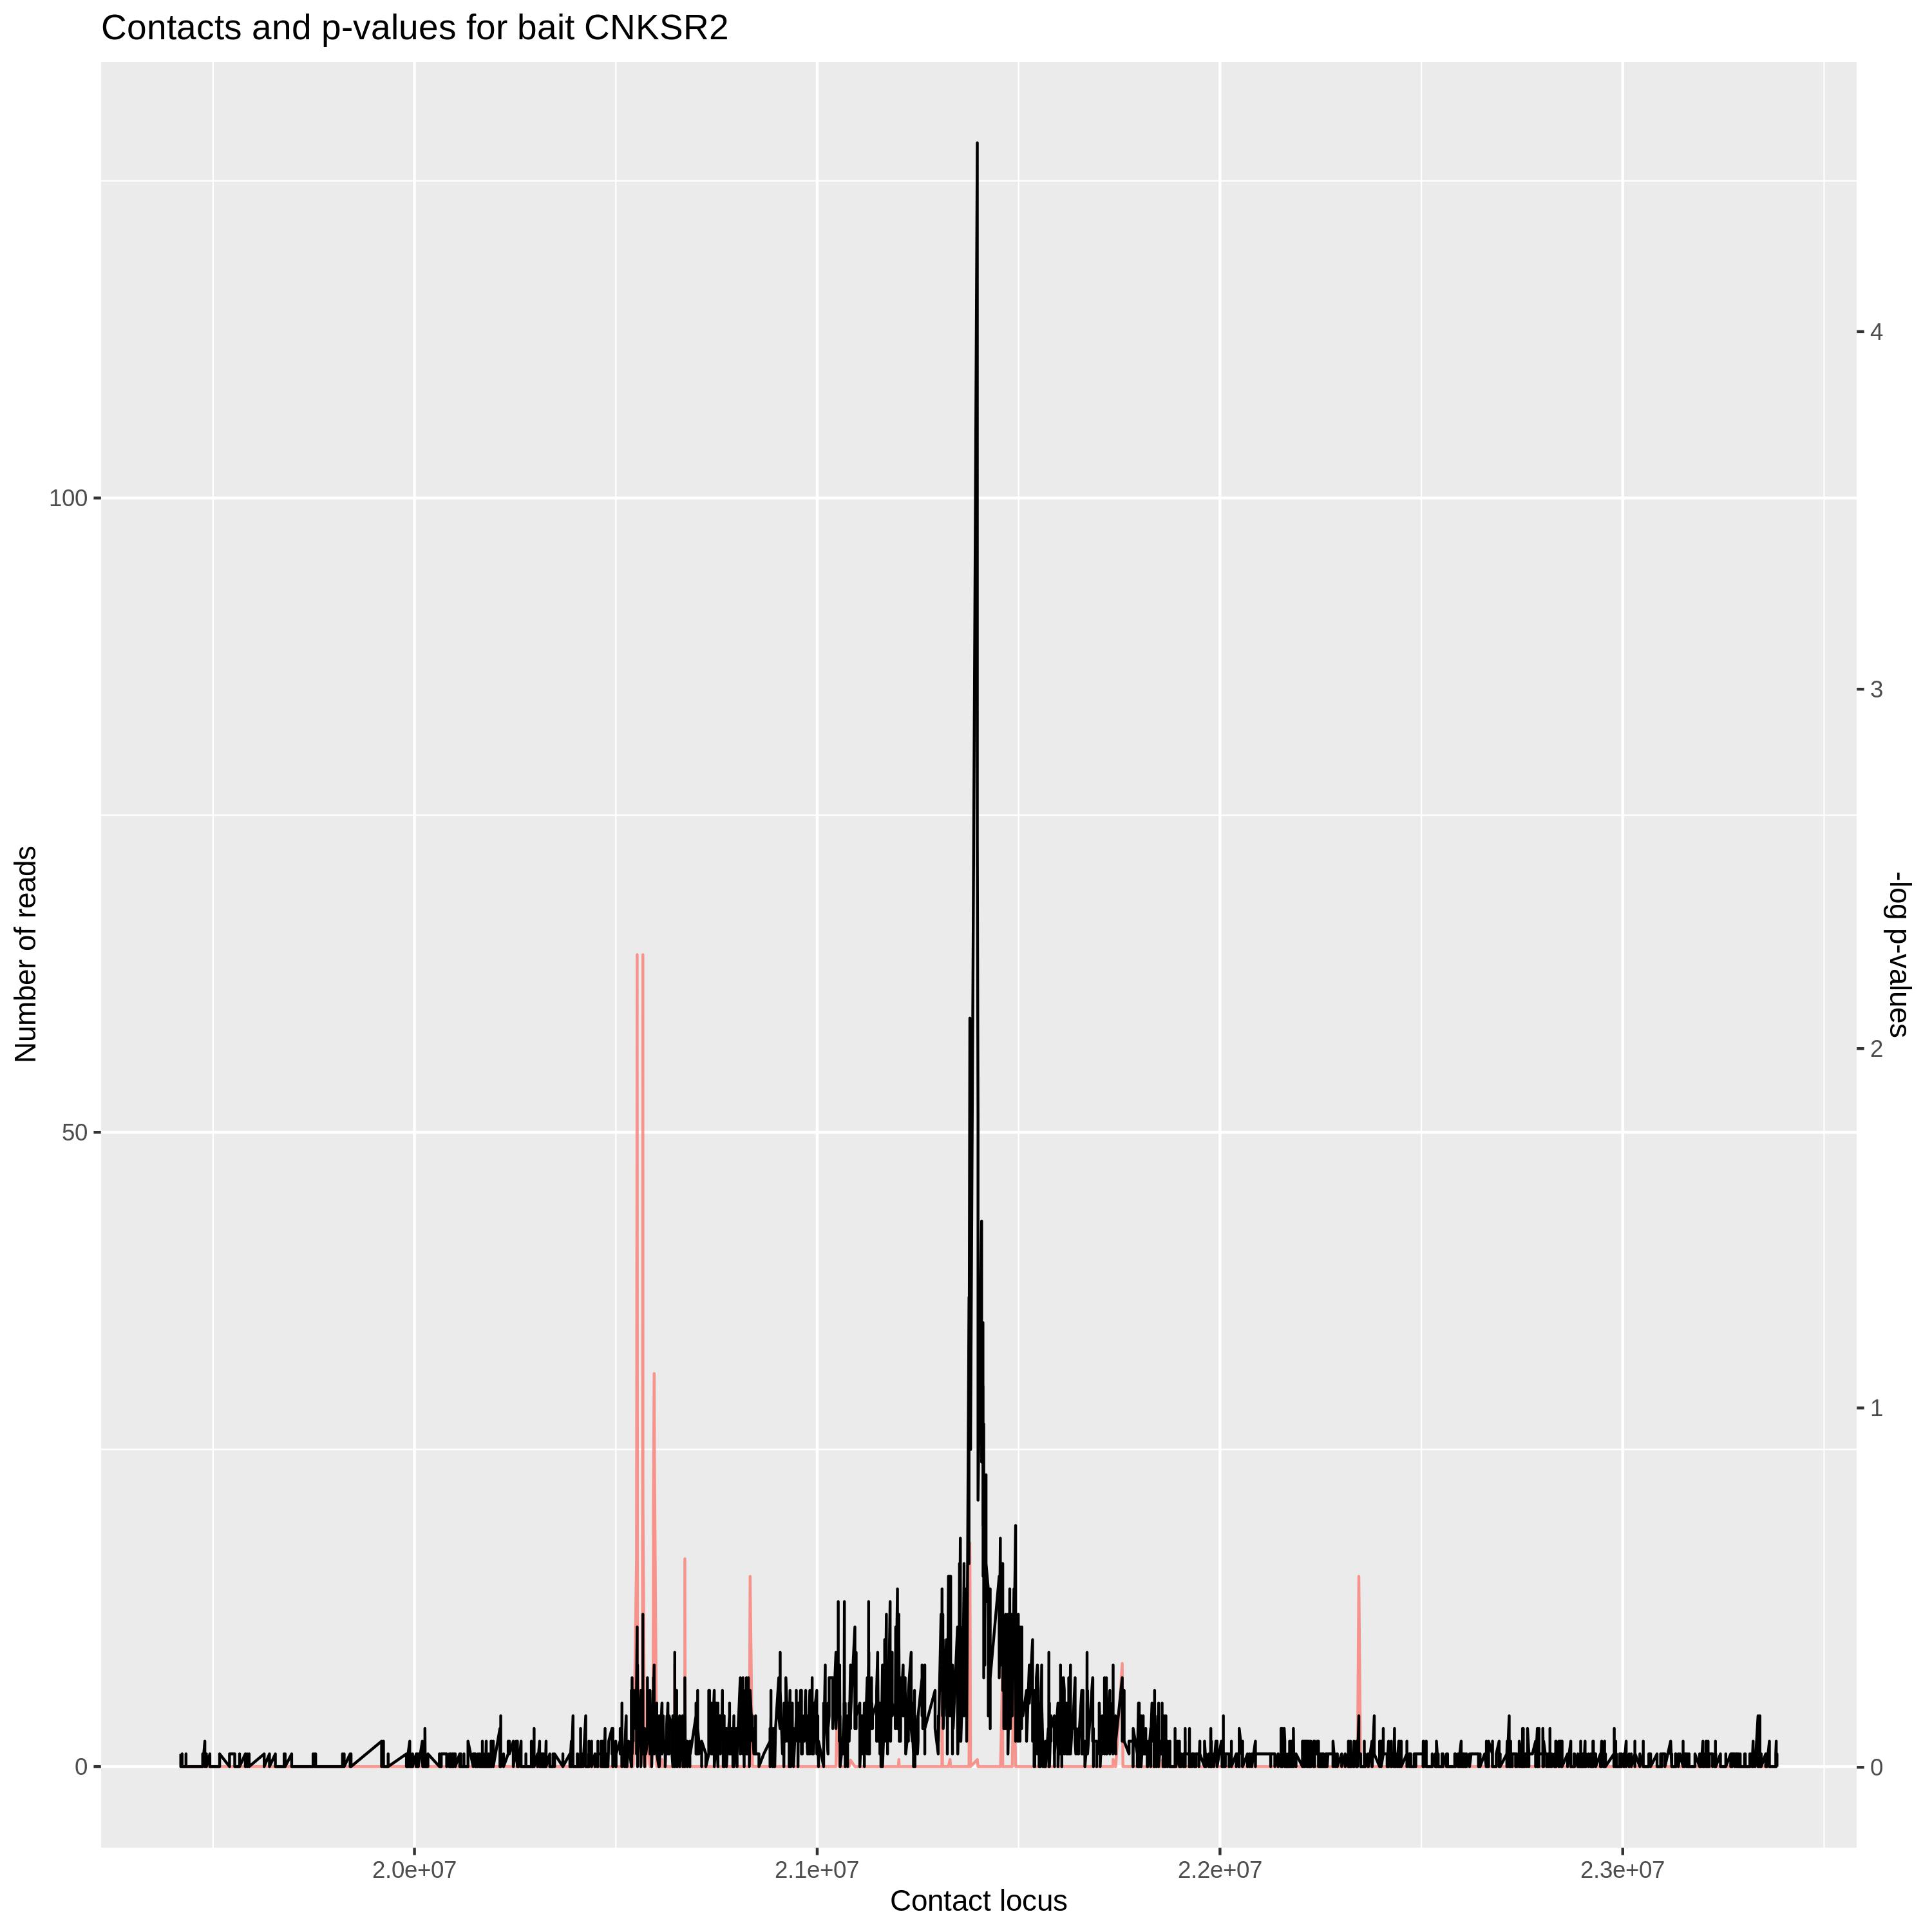 Contacts and p-values for bait CNKSR2
Number of reads
100
50
0
4
3
2
1
0
-log p-values
2.0e+07 2.1e+07 2.2e+07 2.3e+07
Contact locus